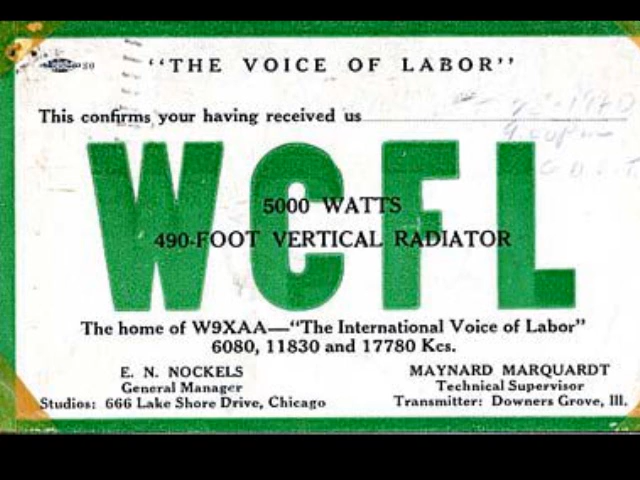 "THE VOICE OF LABOR"
This confirms your having received us
WCFL
5000 WATTS
490-FOOT VERTICAL RADIATOR
The home of W9XAA—"The International Voice of Labor"
6080, 11830 and 17780 Kcs.
E. N. NOCKELS
General Manager
Studios: 666 Lake Shore Drive, Chicago
MAYNARD MARQUARDT
Technical Supervisor
Transmitter: Downers Grove, Ill.